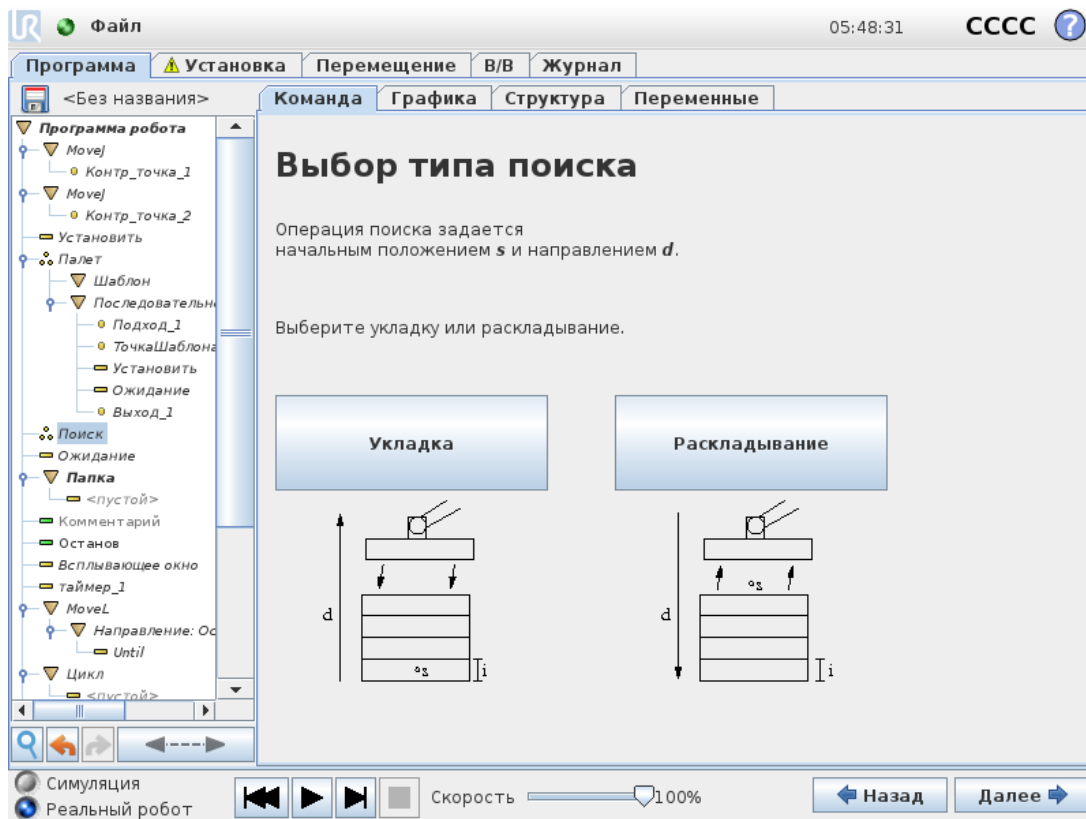 UR
Файл
05:48:31
CCCC
?
Программа
Установка
Перемещение
В/В
Журнал
<Без названия>
Команда
Графика
Структура
Переменные
Программа робота
MoveJ
Контр_точка_1
MoveJ
Контр_точка_2
Установить
Палет
Шаблон
Последовательн
Подход_1
ТочкаШаблона
Установить
Ожидание
Выход_1
Поиск
Ожидание
Папка
<пустой>
Комментарий
Останов
Всплывающее окно
таймер_1
MoveL
Направление: Ос
Until
Цикл
<пустой>
Выбор типа поиска
Операция поиска задается
начальным положением s и направлением d.
Выберите укладку или раскладывание.
Укладка
Раскладывание
d
s
i
d
s
i
Симуляция
Реальный робот
Скорость
100%
Назад
Далее